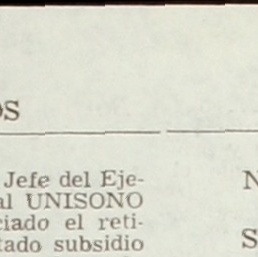 OS
Jefe del Eje-
al UNISONO
ciado el reti-
tado subsidio
N
S